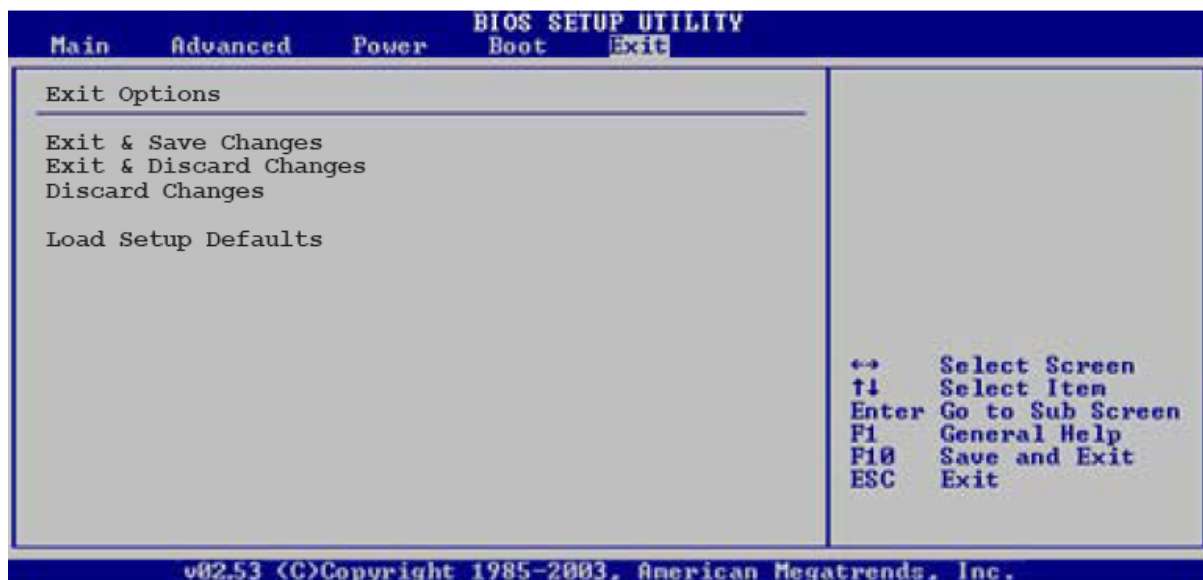 BIOS SETUP UTILITY
Main Advanced Power Boot Exit
Exit Options
Exit & Save Changes
Exit & Discard Changes
Discard Changes
Load Setup Defaults
←→ Select Screen
↑↓ Select Item
Enter Go to Sub Screen
F1 General Help
F10 Save and Exit
ESC Exit
v02.53 (C)Copyright 1985-2003, American Megatrends, Inc.